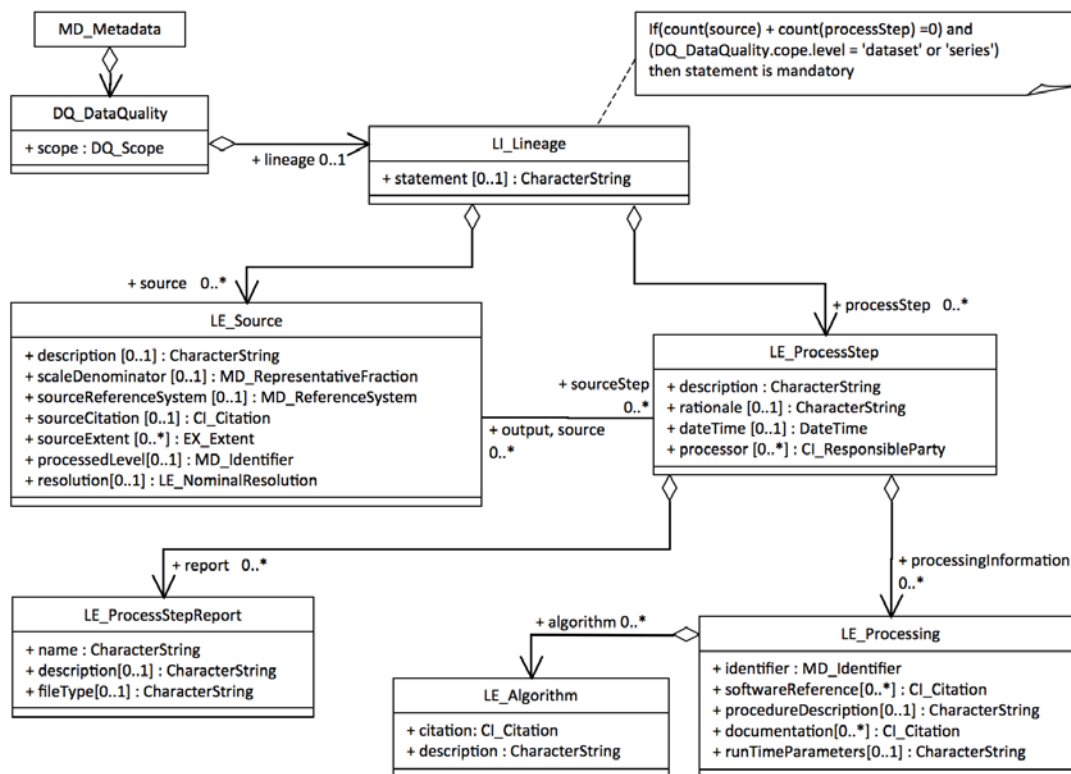 MD_Metadata
If(count(source) + count(processStep) =0) and
(DQ_DataQuality.cope.level = 'dataset' or 'series')
then statement is mandatory
DQ_DataQuality
+ scope : DQ_Scope
+ lineage 0..1
LI_Lineage
+ statement [0..1] : CharacterString
+ source 0..*
+ processStep 0..*
LE_Source
+ description [0..1] : CharacterString
+ scaleDenominator [0..1] : MD_RepresentativeFraction
+ sourceReferenceSystem [0..1] : MD_ReferenceSystem
+ sourceCitation [0..1] : CI_Citation
+ sourceExtent [0..*] : EX_Extent
+ processedLevel[0..1] : MD_Identifier
+ resolution[0..1] : LE_NominalResolution
+ sourceStep
0..*
+ output, source
0..*
LE_ProcessStep
+ description : CharacterString
+ rationale [0..1] : CharacterString
+ dateTime [0..1] : DateTime
+ processor [0..*] : CI_ResponsibleParty
+ report 0..*
+ processingInformation
0..*
LE_ProcessStepReport
+ name : CharacterString
+ description[0..1] : CharacterString
+ fileType[0..1] : CharacterString
+ algorithm 0..*
LE_Algorithm
+ citation: CI_Citation
+ description : CharacterString
LE_Processing
+ identifier : MD_Identifier
+ softwareReference[0..*] : CI_Citation
+ procedureDescription[0..1] : CharacterString
+ documentation[0..*] : CI_Citation
+ runTimeParameters[0..1] : CharacterString